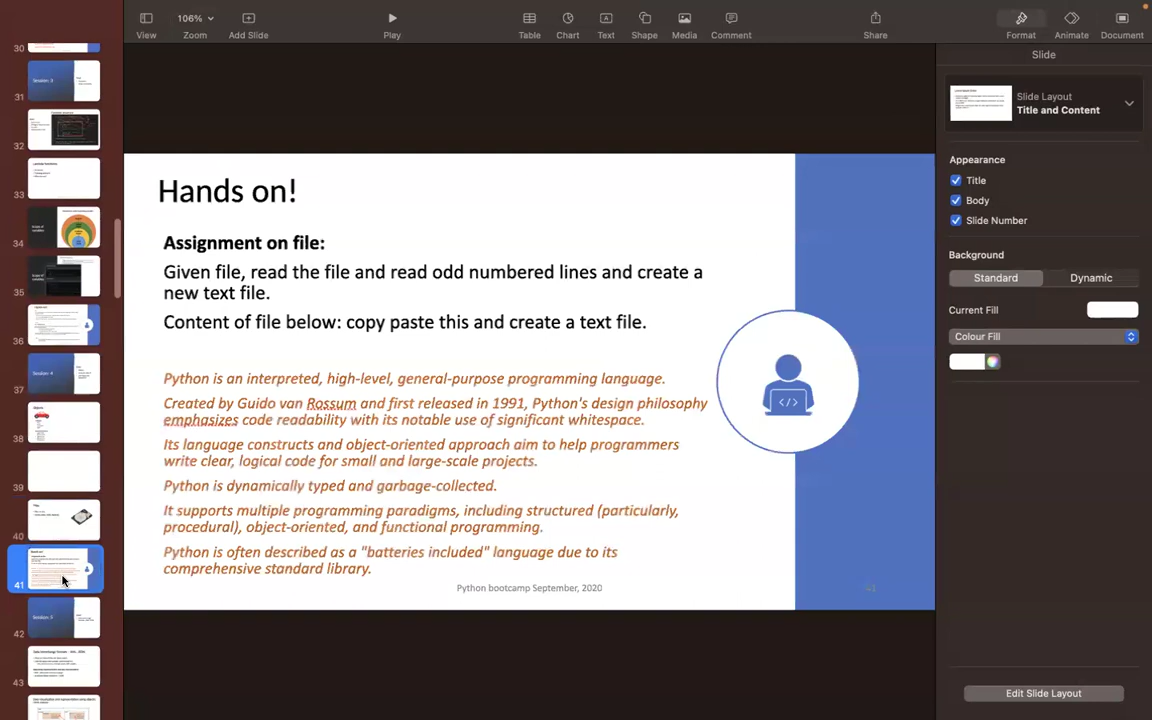 106%
View
Zoom
Add Slide
Play
Table
Chart
Text
Shape
Media
Comment
Share
Format
Animate
Document
30
31
Session: 3
32
33
34
35
36
37
38
39
40
41
42
43
Hands on!
Assignment on file:
Given file, read the file and read odd numbered lines and create a
new text file.
Content of file below: copy paste this and create a text file.
Python is an interpreted, high-level, general-purpose programming language.
Created by Guido van Rossum and first released in 1991, Python's design philosophy
emphasizes code readability with its notable use of significant whitespace.
Its language constructs and object-oriented approach aim to help programmers
write clear, logical code for small and large-scale projects.
Python is dynamically typed and garbage-collected.
It supports multiple programming paradigms, including structured (particularly,
procedural), object-oriented, and functional programming.
Python is often described as a "batteries included" language due to its
comprehensive standard library.
Python bootcamp September, 2020
41
</>
Slide
Slide Layout
Title and Content
Appearance
Title
Body
Slide Number
Background
Standard
Dynamic
Current Fill
Colour Fill
Edit Slide Layout